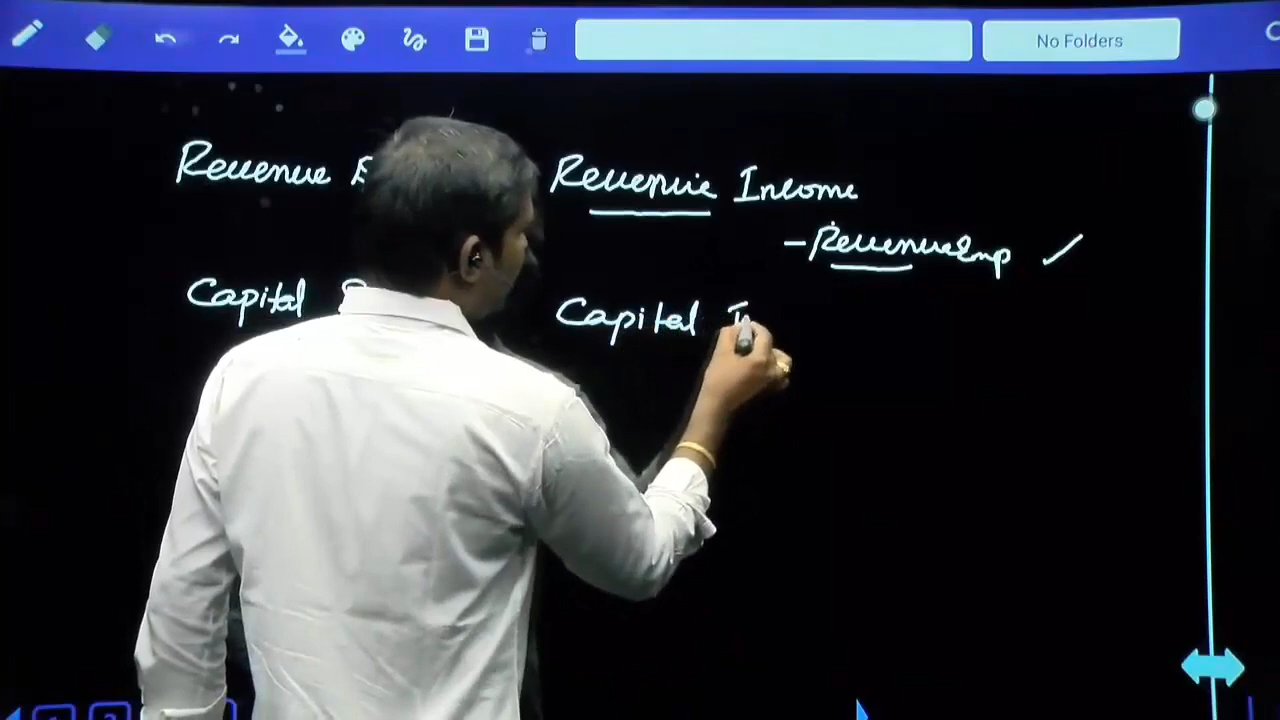 No Folders
Revenue E
Revenue Income
- Revenue Exp ✓
Capital
Capital I